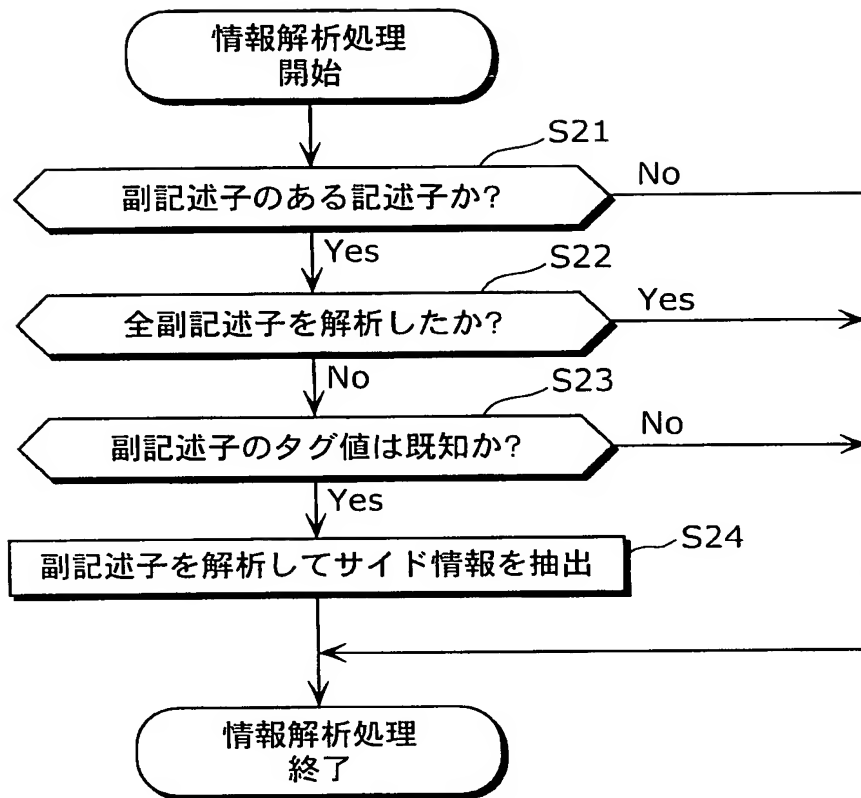 情報解析処理
開始
S21
副記述子のある記述子か?
No
Yes
S22
全副記述子を解析したか?
Yes
No
S23
副記述子のタグ値は既知か?
No
Yes
S24
副記述子を解析してサイド情報を抽出
情報解析処理
終了